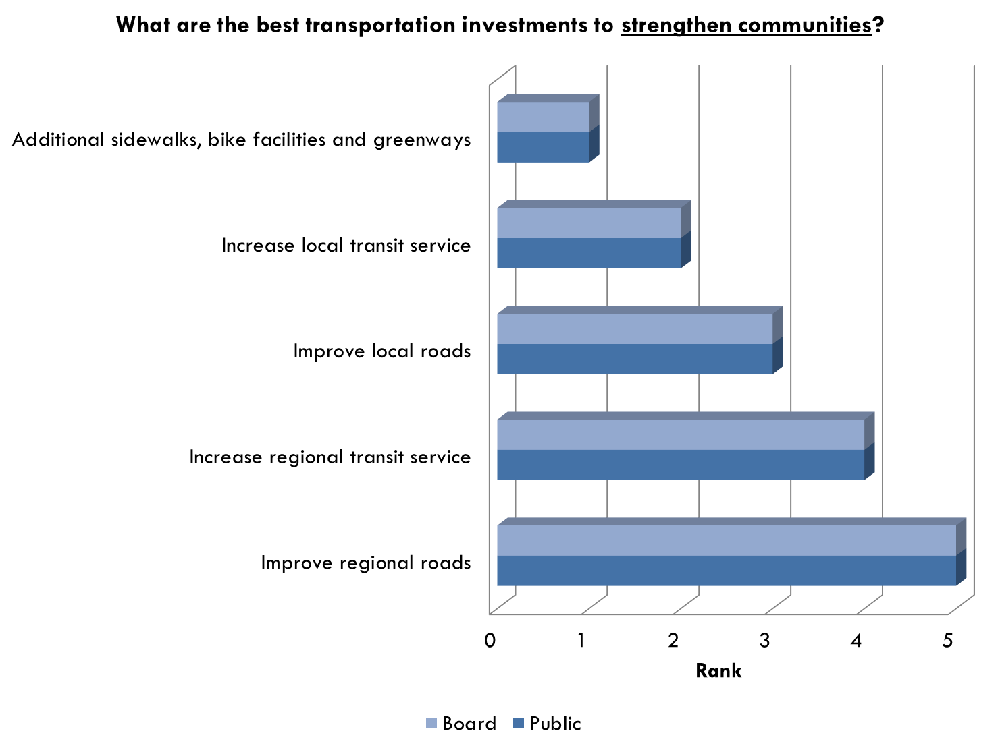 What are the best transportation investments to strengthen communities?
Additional sidewalks, bike facilities and greenways
Increase local transit service
Improve local roads
Increase regional transit service
Improve regional roads
0 1 2 3 4 5
Rank
Board Public